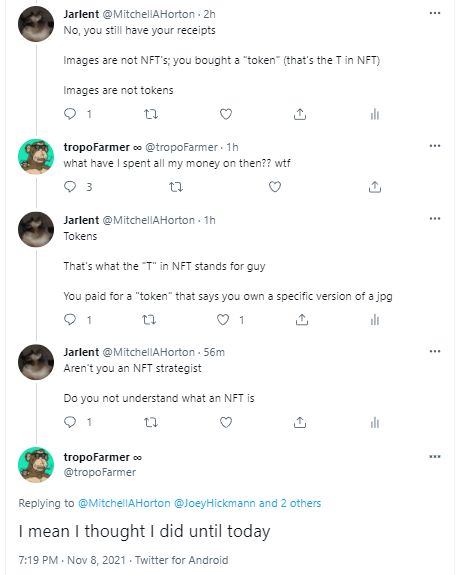 Jarlent @MitchellAHorton · 2h
No, you still have your receipts
Images are not NFT's; you bought a "token" (that's the T in NFT)
Images are not tokens
1
tropoFarmer ∞ @tropoFarmer · 1h
what have I spent all my money on then?? wtf
3
Jarlent @MitchellAHorton · 1h
Tokens
That's what the "T" in NFT stands for guy
You paid for a "token" that says you own a specific version of a jpg
1 1
Jarlent @MitchellAHorton · 56m
Aren't you an NFT strategist
Do you not understand what an NFT is
1
tropoFarmer ∞
@tropoFarmer
Replying to @MitchellAHorton @JoeyHickmann and 2 others
I mean I thought I did until today
7:19 PM · Nov 8, 2021 · Twitter for Android